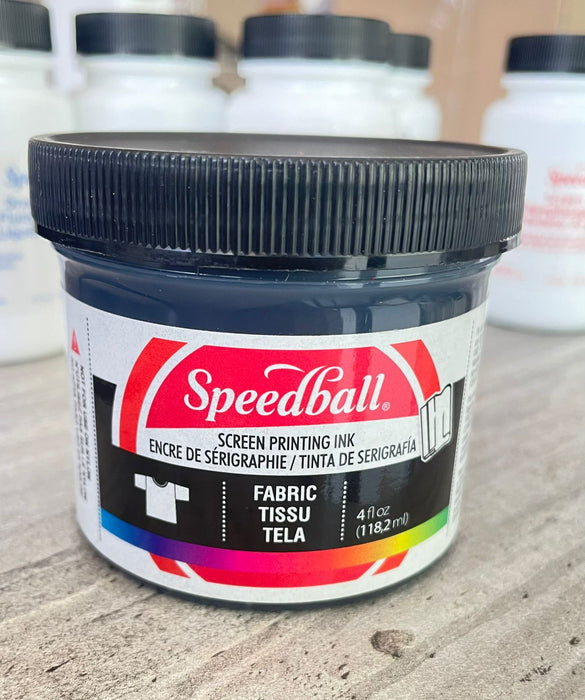 Speedball®
SCREEN PRINTING INK
ENCRE DE SÉRIGRAPHIE / TINTA DE SERIGRAFÍA
FABRIC
TISSU
TELA
4 fl oz
(118,2 ml)